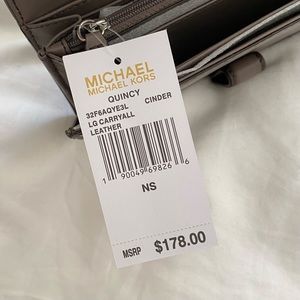 MICHAEL
MICHAEL KORS
QUINCY
32F6AQYE3L CINDER
LG CARRYALL
LEATHER
1 90049 69826 6
NS
MSRP $178.00